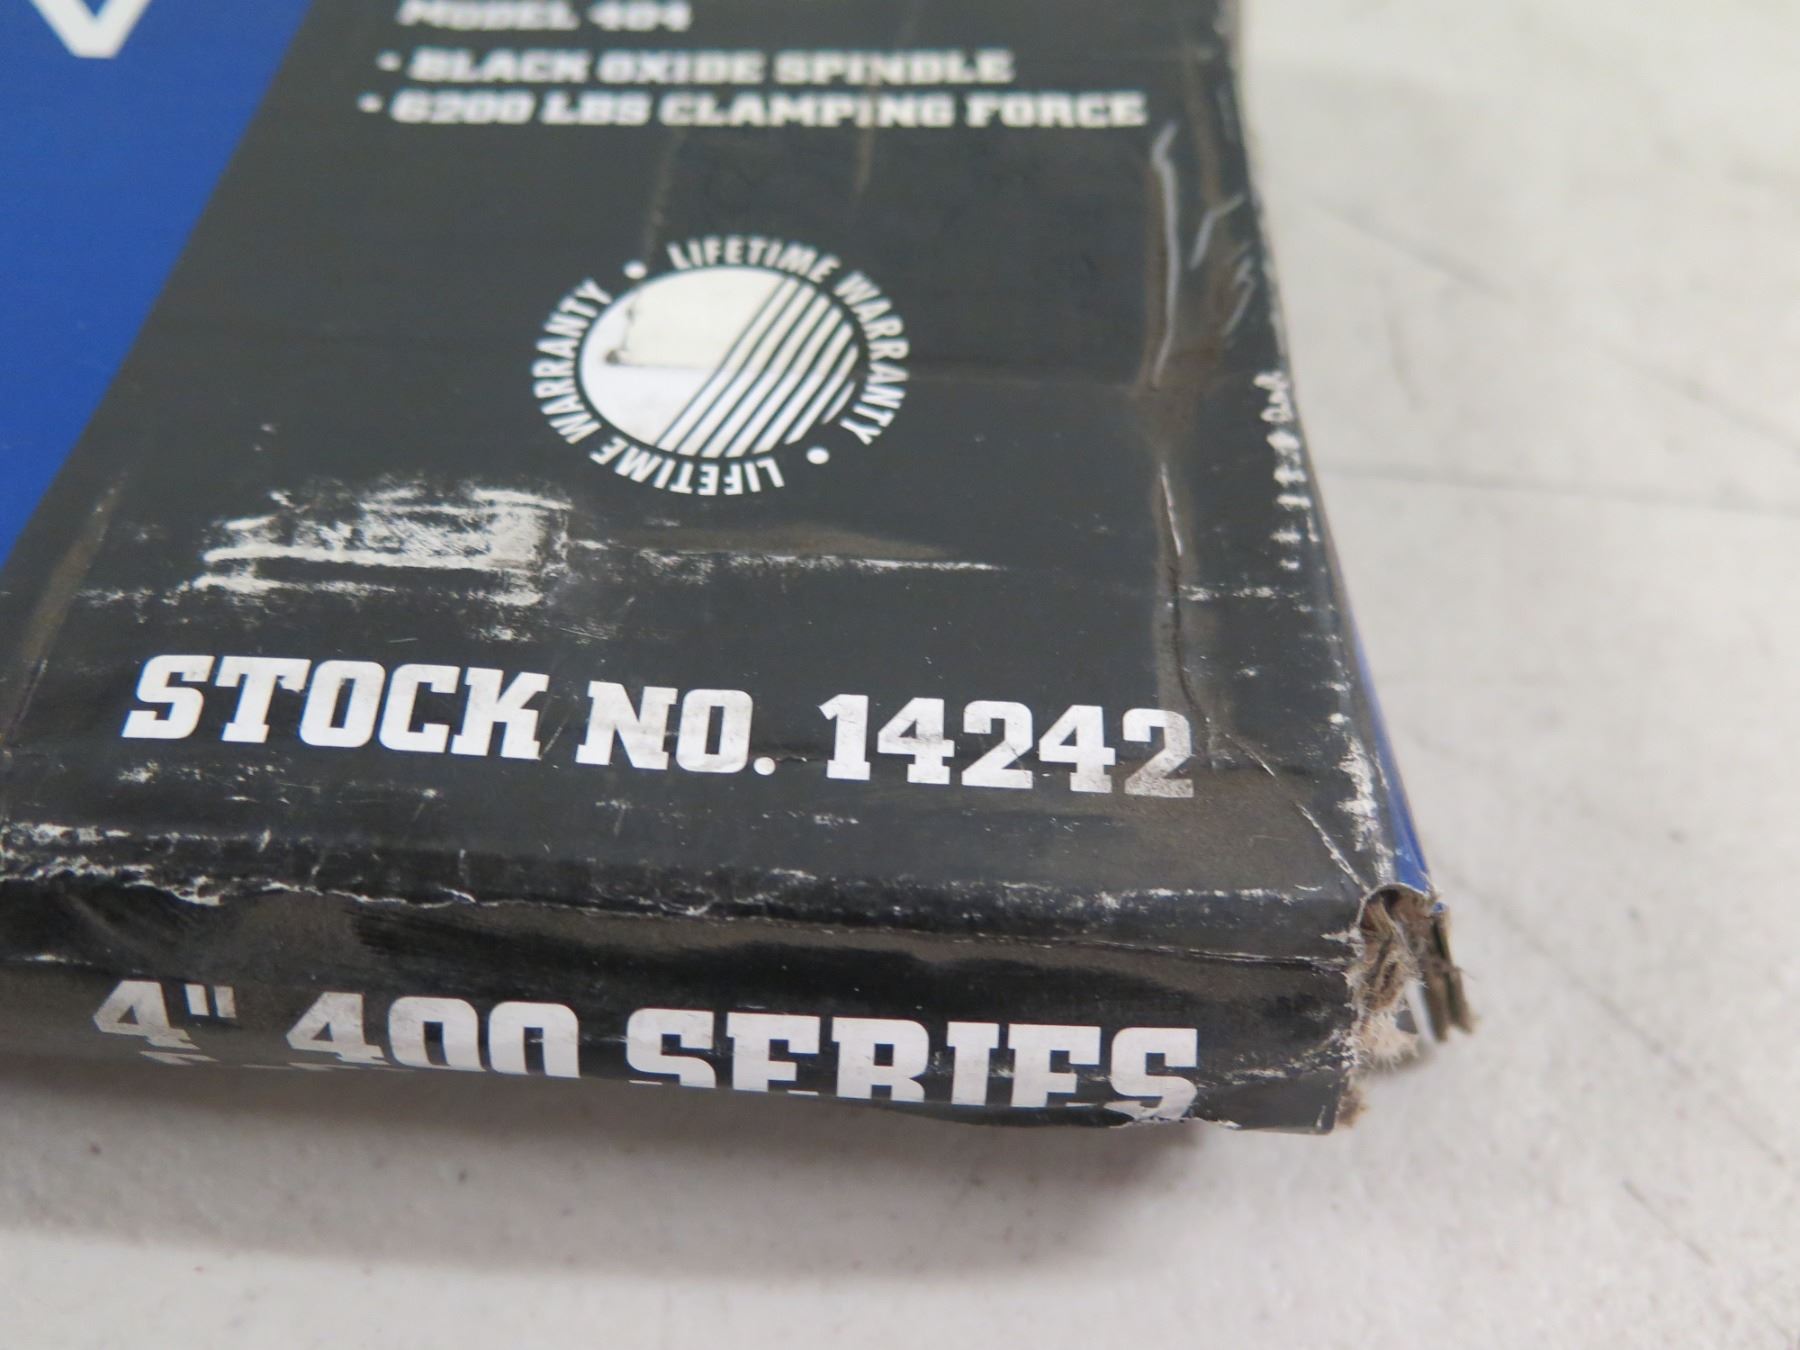 MODEL 404
• BLACK OXIDE SPINDLE
• 6200 LBS CLAMPING FORCE
LIFETIME WARRANTY • LIFETIME WARRANTY •
STOCK NO. 14242
4" 400 SERIES